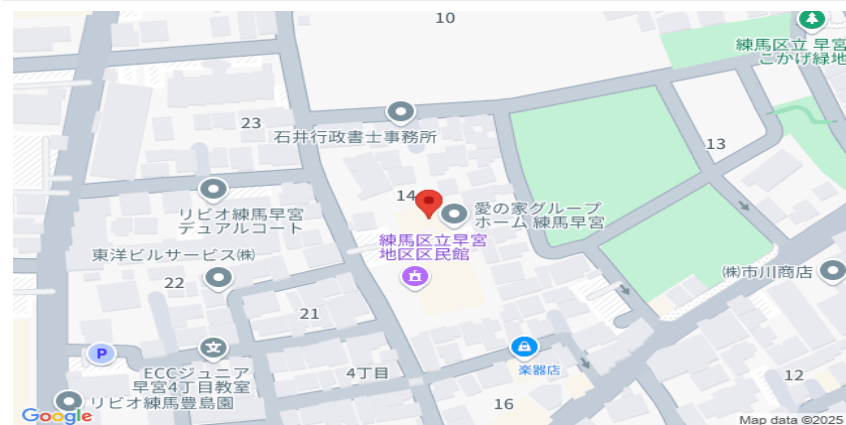 10
練馬区立 早宮
こかげ緑地
23
石井行政書士事務所
13
14
リビオ練馬早宮
デュアルコート
愛の家グループ
ホーム 練馬早宮
練馬区立早宮
地区区民館
東洋ビルサービス㈱
22
㈱市川商店
21
P
文
ECCジュニア
早宮4丁目教室
4丁目
楽器店
12
リビオ練馬豊島園
16
Google
Map data ©2025